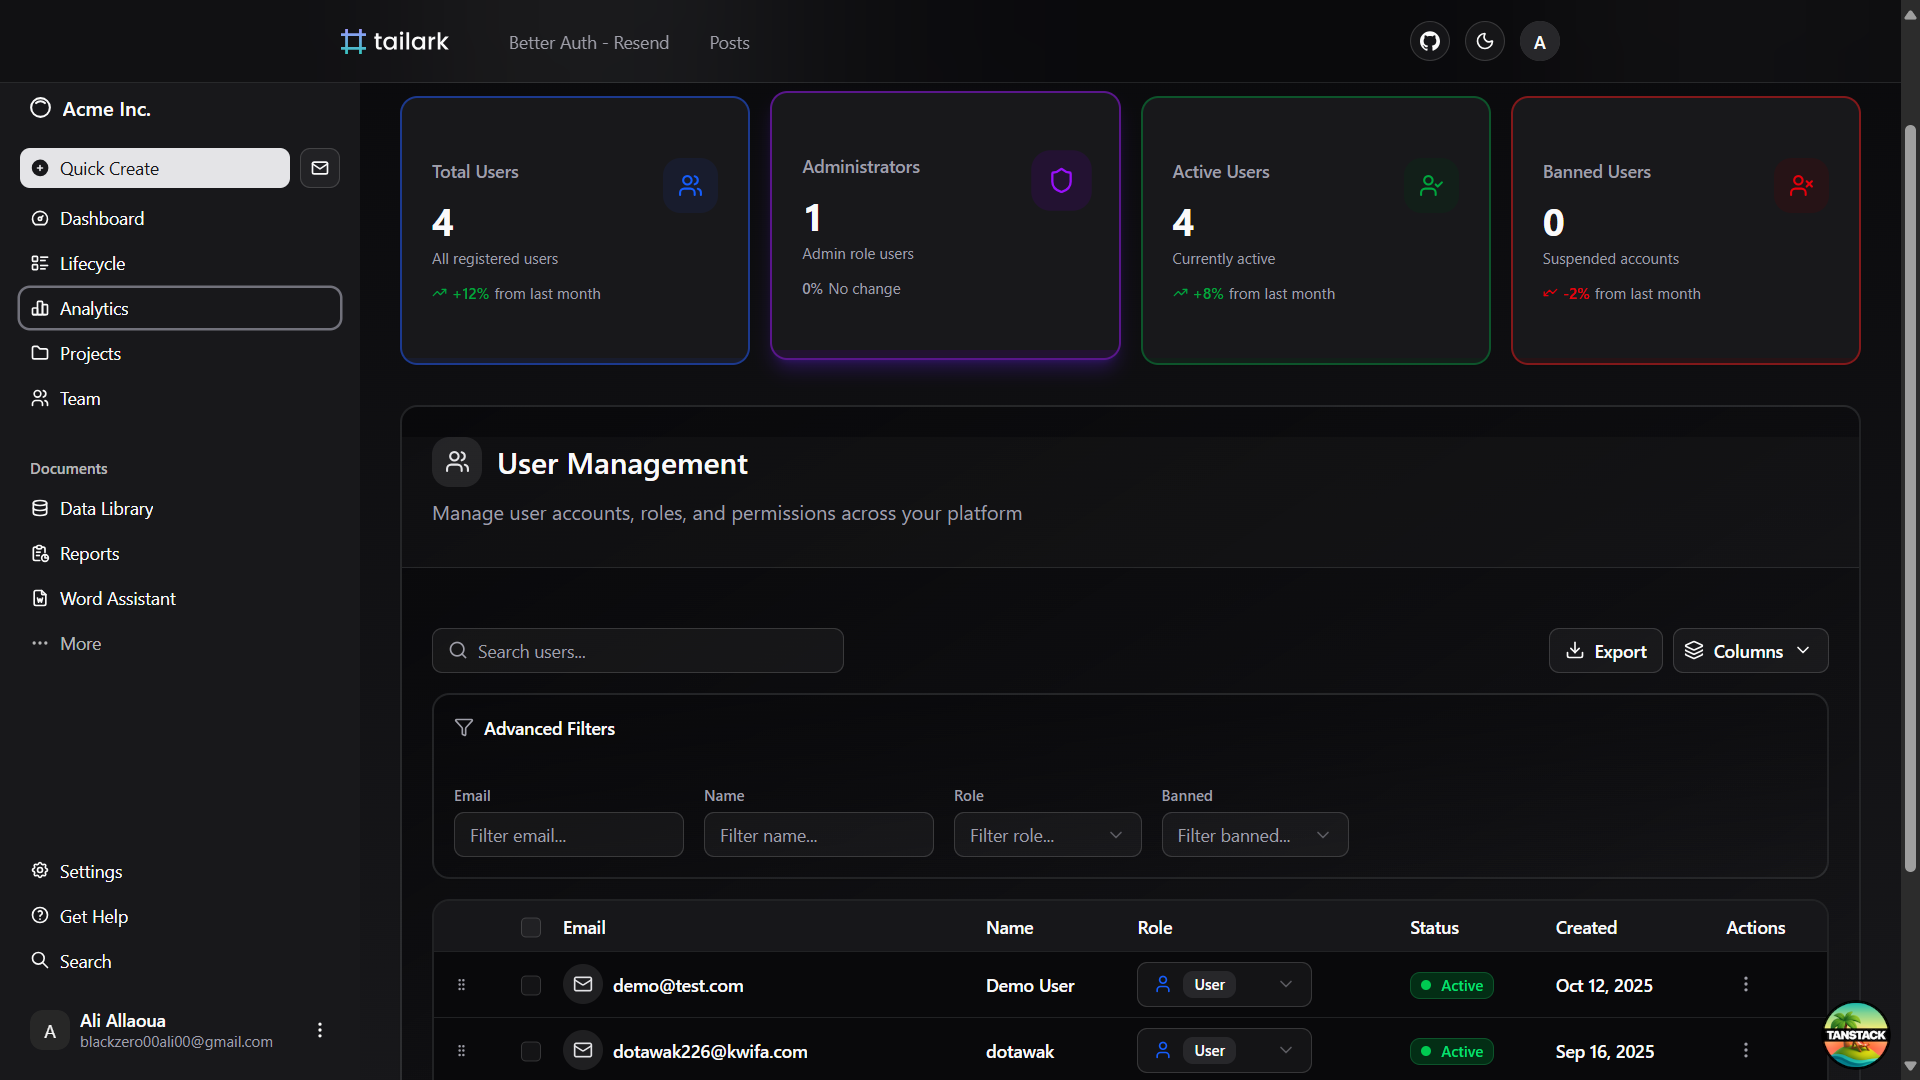 tailark
Better Auth - Resend
Posts
A
Acme Inc.
Quick Create
Dashboard
Lifecycle
Analytics
Projects
Team
Documents
Data Library
Reports
Word Assistant
More
Settings
Get Help
Search
A
Ali Allaoua
blackzero00ali00@gmail.com
Total Users
4
All registered users
+12% from last month
Administrators
1
Admin role users
0% No change
Active Users
4
Currently active
+8% from last month
Banned Users
0
Suspended accounts
-2% from last month
User Management
Manage user accounts, roles, and permissions across your platform
Search users...
Export
Columns
Advanced Filters
Email
Name
Role
Banned
Filter email...
Filter name...
Filter role...
Filter banned...
Email Name Role Status Created Actions
demo@test.com Demo User User Active Oct 12, 2025
dotawak226@kwifa.com dotawak User Active Sep 16, 2025
TANSTACK